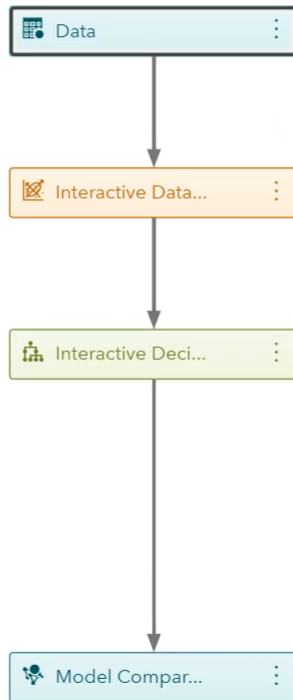 Data
Interactive Data...
Interactive Deci...
Model Compar...